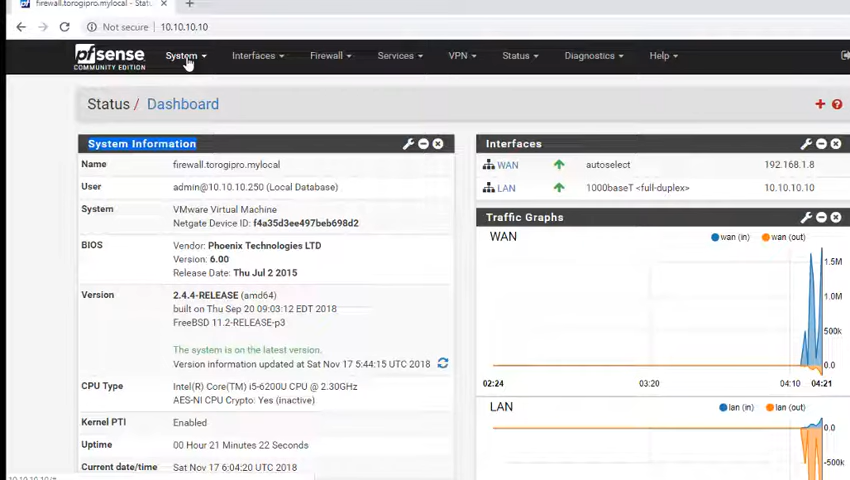 firewall.torogipro.mylocal - Statu
Not secure | 10.10.10.10
pfsense
COMMUNITY EDITION
System Interfaces Firewall Services VPN Status Diagnostics Help
Status / Dashboard
System Information
Name firewall.torogipro.mylocal
User admin@10.10.10.250 (Local Database)
System VMware Virtual Machine
Netgate Device ID: f4a35d3ee497beb698d2
BIOS Vendor: Phoenix Technologies LTD
Version: 6.00
Release Date: Thu Jul 2 2015
Version 2.4.4-RELEASE (amd64)
built on Thu Sep 20 09:03:12 EDT 2018
FreeBSD 11.2-RELEASE-p3
The system is on the latest version.
Version information updated at Sat Nov 17 5:44:15 UTC 2018
CPU Type Intel(R) Core(TM) i5-6200U CPU @ 2.30GHz
AES-NI CPU Crypto: Yes (inactive)
Kernel PTI Enabled
Uptime 00 Hour 21 Minutes 22 Seconds
Current date/time Sat Nov 17 6:04:20 UTC 2018
Interfaces
WAN autoselect 192.168.1.8
LAN 1000baseT <full-duplex> 10.10.10.10
Traffic Graphs
WAN
wan (in) wan (out)
1.5M
1.0M
500k
0.0
02:24 03:20 04:10 04:21
LAN
lan (in) lan (out)
0.0
-500k